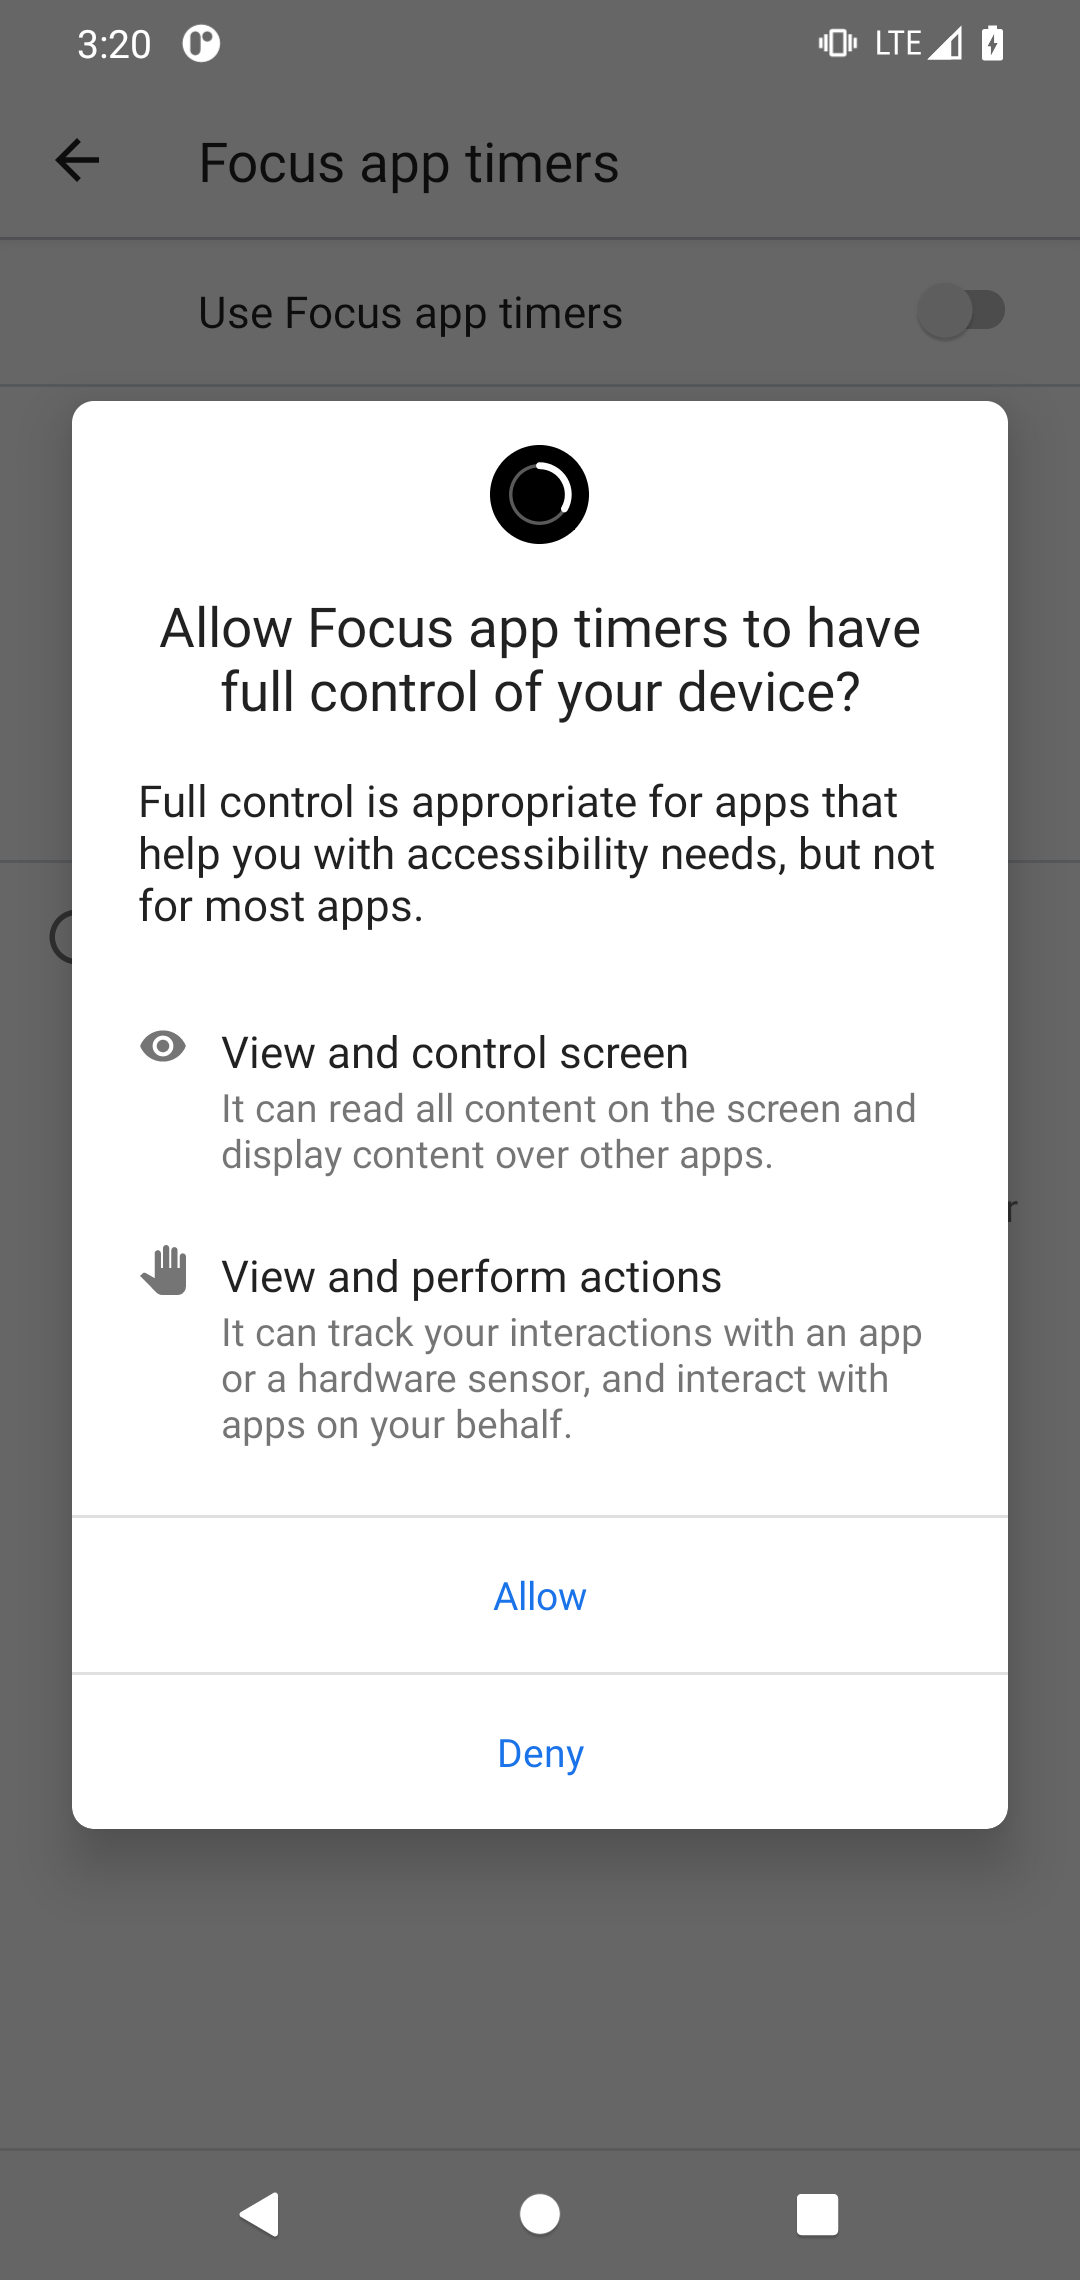 3:20
LTE
Focus app timers
Use Focus app timers
Allow Focus app timers to have
full control of your device?
Full control is appropriate for apps that
help you with accessibility needs, but not
for most apps.
View and control screen
It can read all content on the screen and
display content over other apps.
View and perform actions
It can track your interactions with an app
or a hardware sensor, and interact with
apps on your behalf.
Allow
Deny